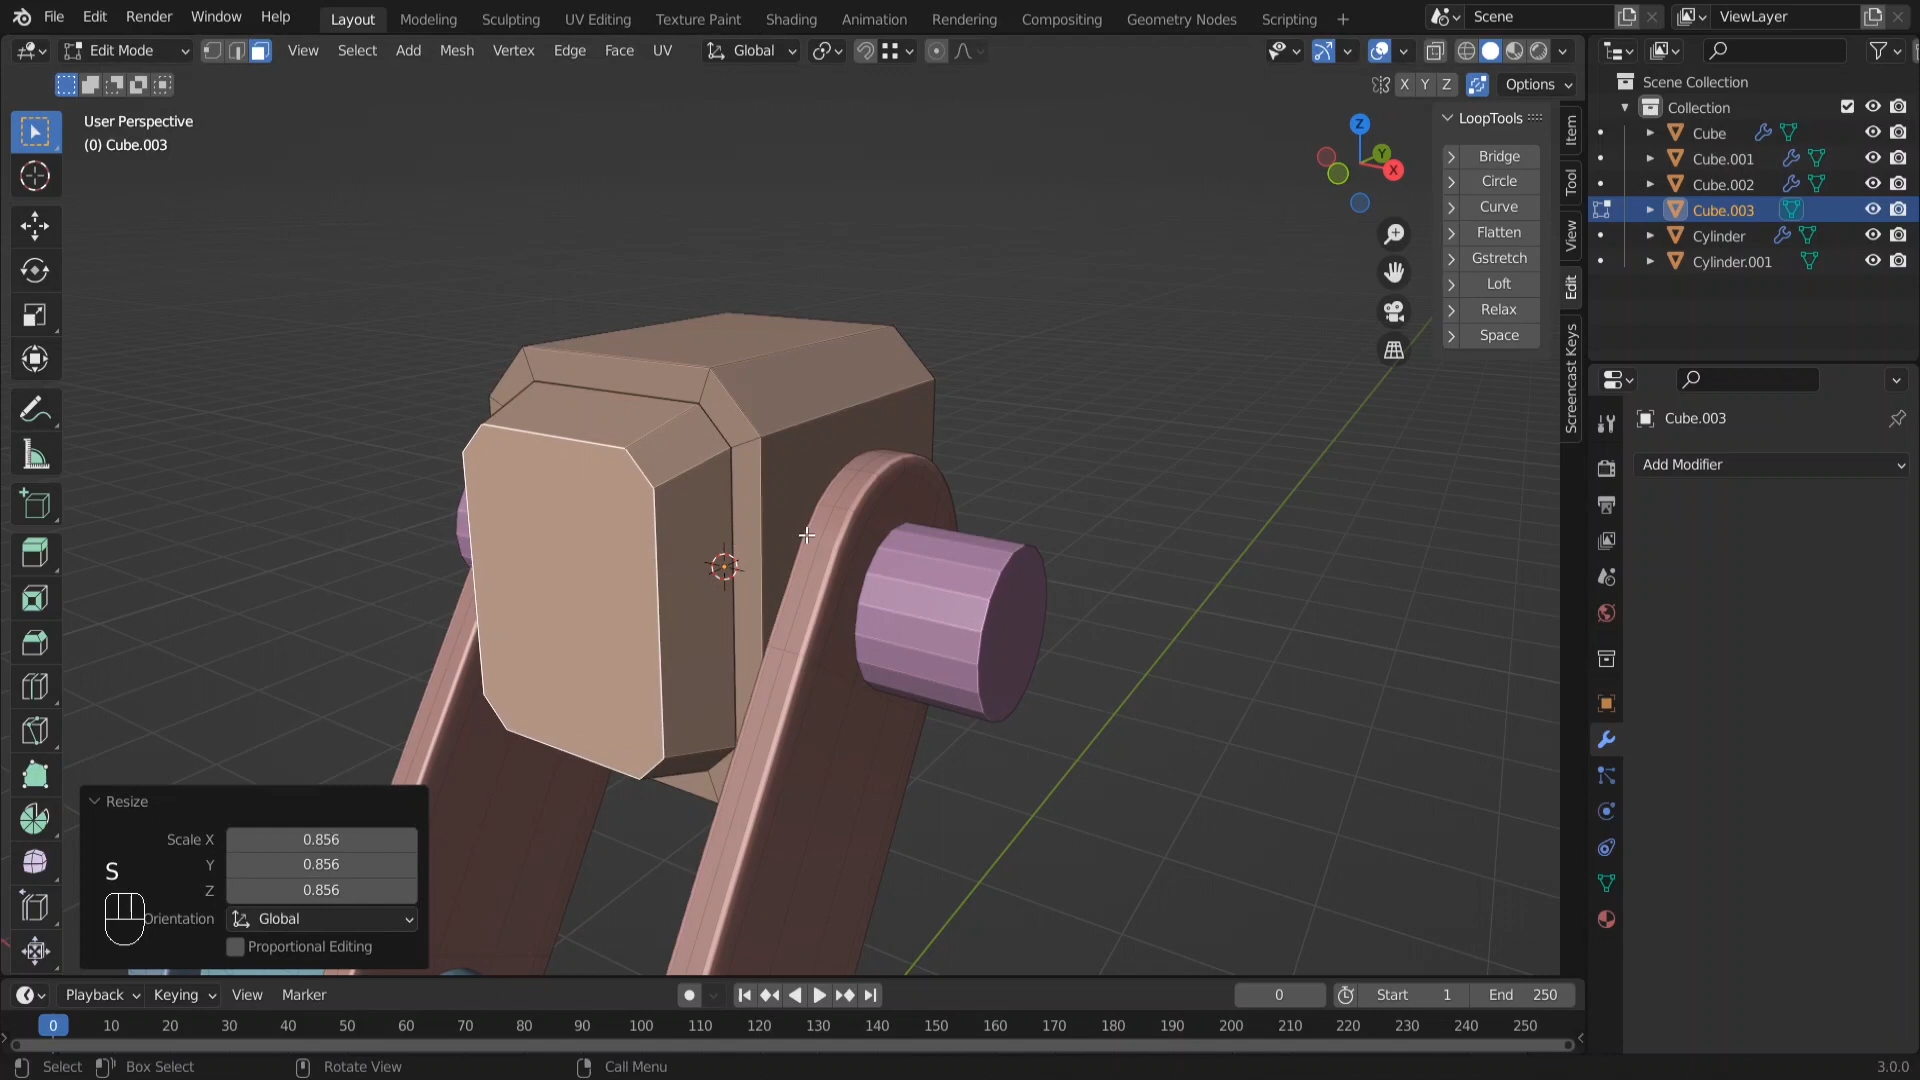 File Edit Render Window Help Layout Modeling Sculpting UV Editing Texture Paint Shading Animation Rendering Compositing Geometry Nodes Scripting + Scene ViewLayer
Edit Mode View Select Add Mesh Vertex Edge Face UV Global
X Y Z Options
User Perspective
(0) Cube.003
Z
Y
X
LoopTools
Bridge
Circle
Curve
Flatten
Gstretch
Loft
Relax
Space
Item
Tool
View
Edit
Screencast Keys
Scene Collection
Collection
Cube
Cube.001
Cube.002
Cube.003
Cylinder
Cylinder.001
Cube.003
Add Modifier
Resize
Scale X 0.856
Y 0.856
Z 0.856
Orientation Global
Proportional Editing
S
Playback Keying View Marker 0 Start 1 End 250
0 10 20 30 40 50 60 70 80 90 100 110 120 130 140 150 160 170 180 190 200 210 220 230 240 250
Select Box Select Rotate View Call Menu 3.0.0